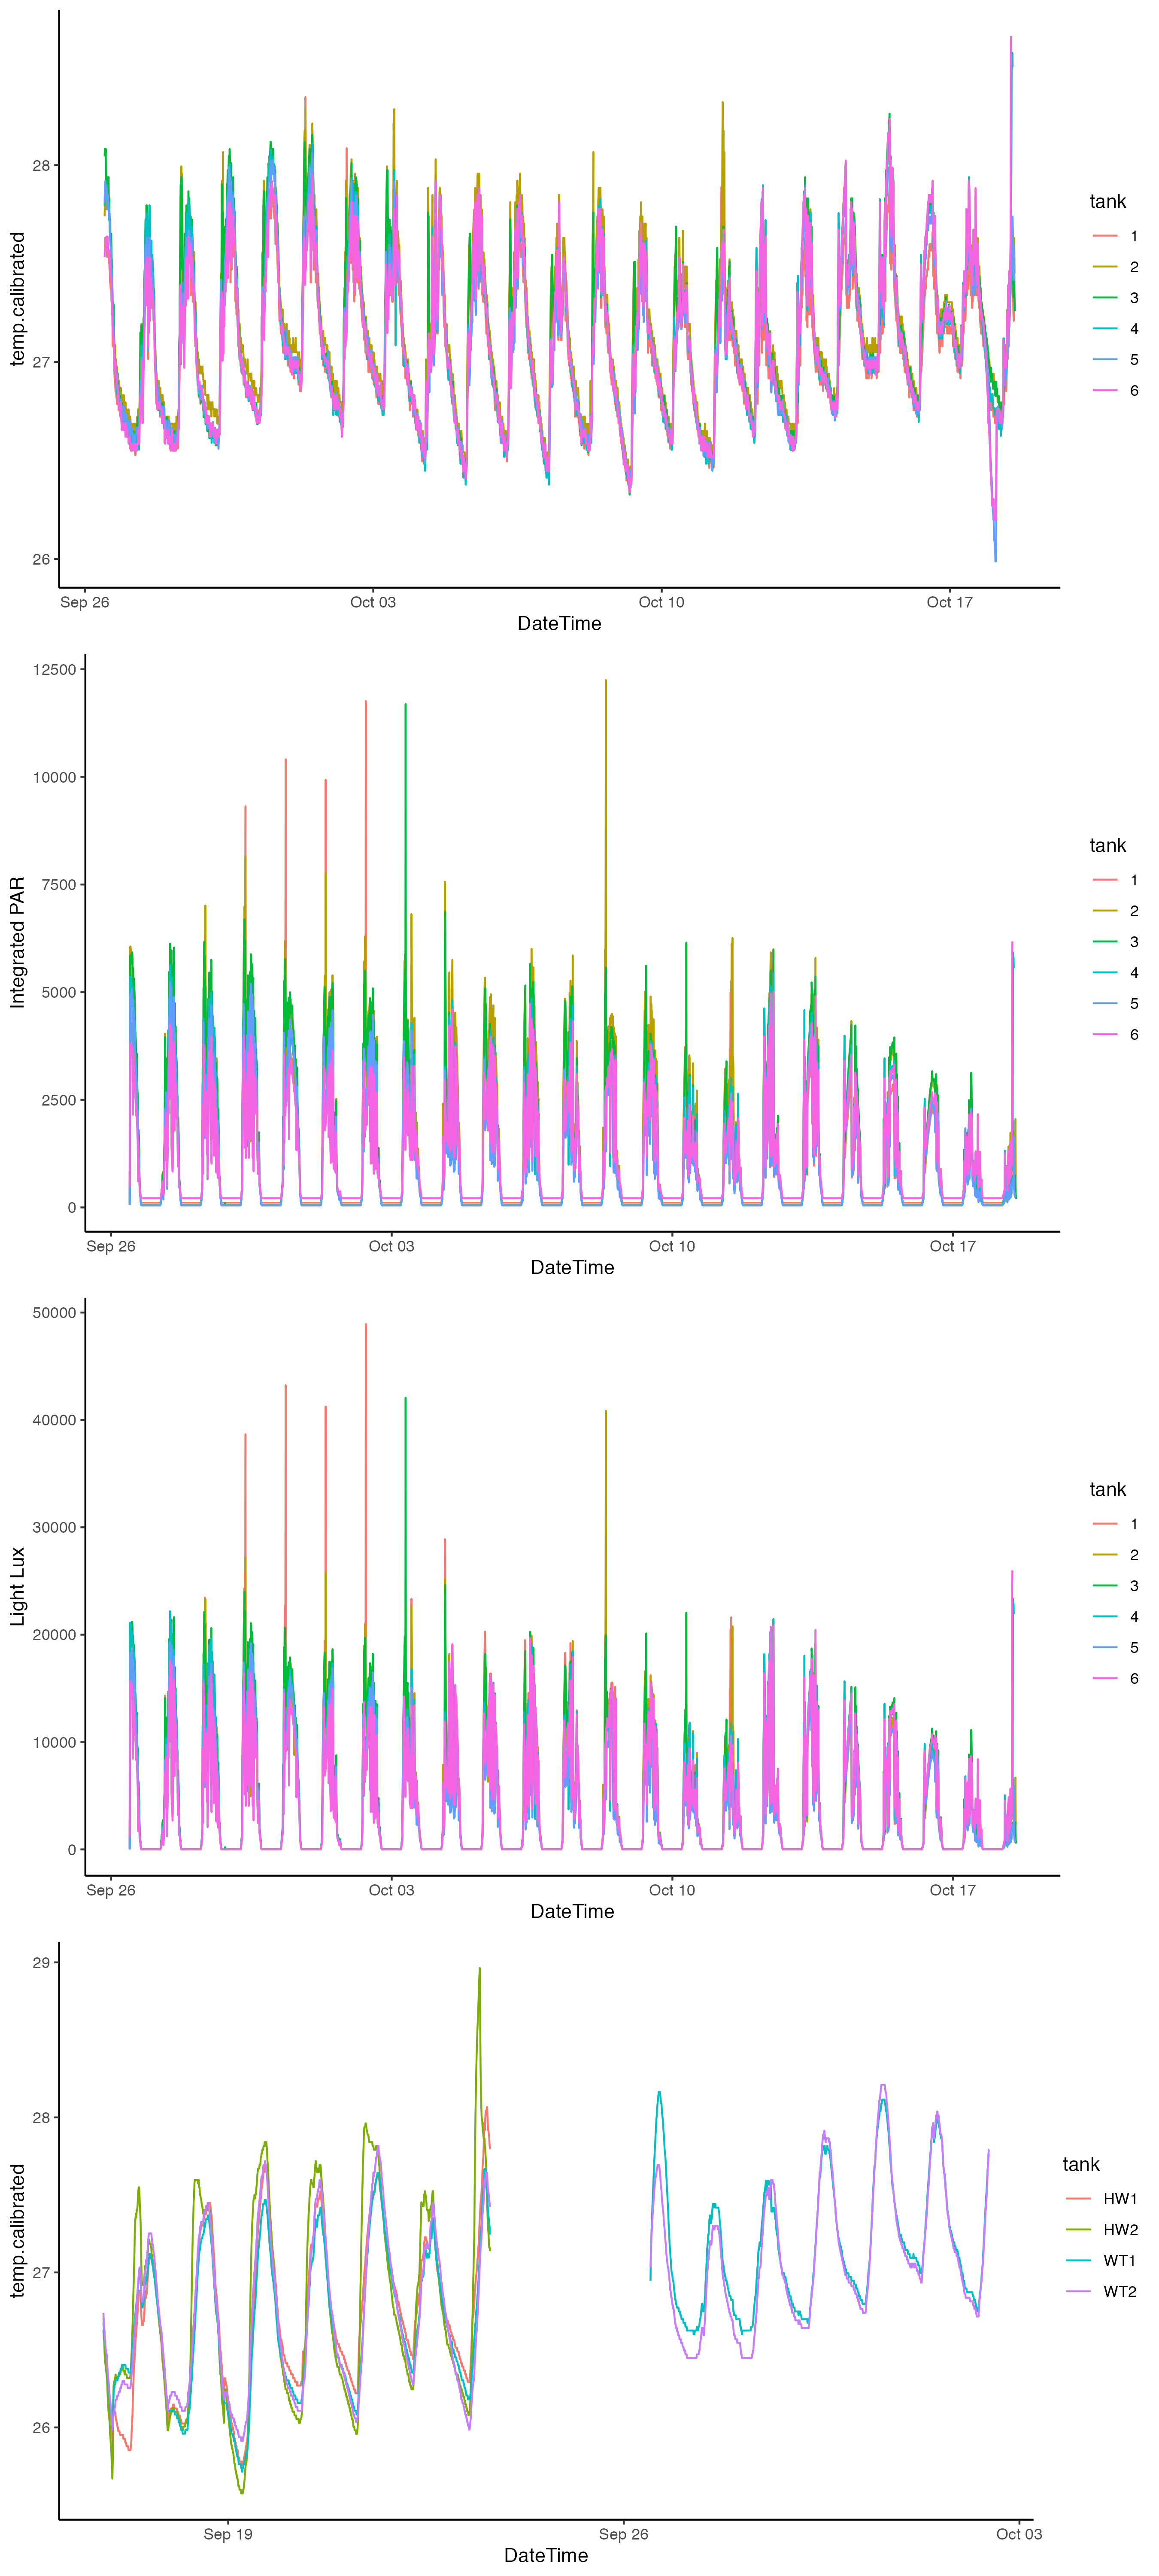 temp.calibrated
28
27
26
Sep 26
Oct 03
Oct 10
Oct 17
DateTime
tank
1
2
3
4
5
6
Integrated PAR
12500
10000
7500
5000
2500
0
Sep 26
Oct 03
Oct 10
Oct 17
DateTime
tank
1
2
3
4
5
6
Light Lux
50000
40000
30000
20000
10000
0
Sep 26
Oct 03
Oct 10
Oct 17
DateTime
tank
1
2
3
4
5
6
temp.calibrated
29
28
27
26
Sep 19
Sep 26
Oct 03
DateTime
tank
HW1
HW2
WT1
WT2